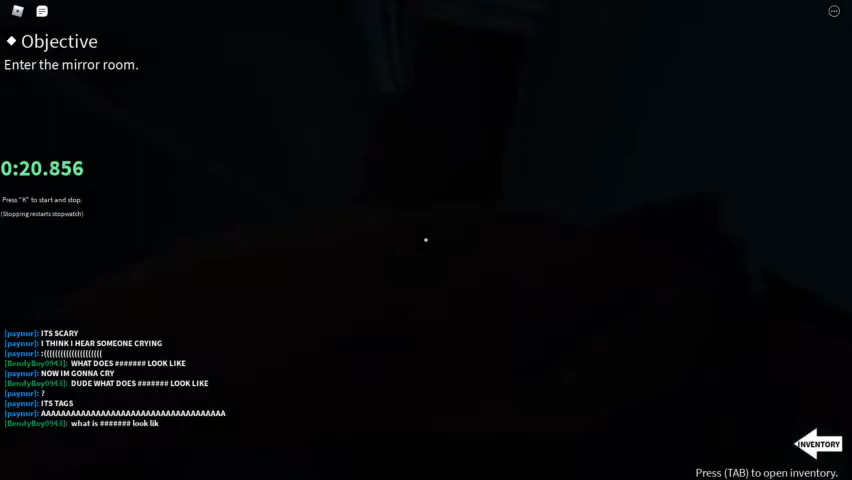 Objective
Enter the mirror room.
0:20.856
Press "K" to start and stop.
(Stopping restarts stopwatch)
[paynur]: ITS SCARY
[paynur]: I THINK I HEAR SOMEONE CRYING
[paynur]: :((((((((((((((((((((((
[BendyBoy0943]: WHAT DOES ####### LOOK LIKE
[paynur]: NOW IM GONNA CRY
[BendyBoy0943]: DUDE WHAT DOES ####### LOOK LIKE
[paynur]: ?
[paynur]: ITS TAGS
[paynur]: AAAAAAAAAAAAAAAAAAAAAAAAAAAAAAAAAAAAA
[BendyBoy0943]: what is ####### look lik
INVENTORY
Press (TAB) to open inventory.